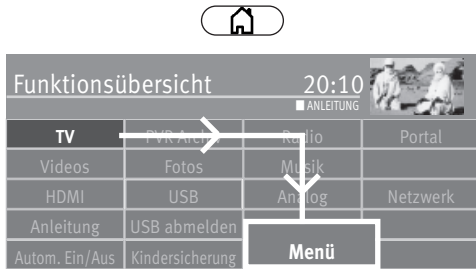 Funktionsübersicht 20:10
ANLEITUNG
TV PVR Archiv Radio Portal
Videos Fotos Musik
HDMI USB Analog Netzwerk
Anleitung USB abmelden
Autom. Ein/Aus Kindersicherung Menü